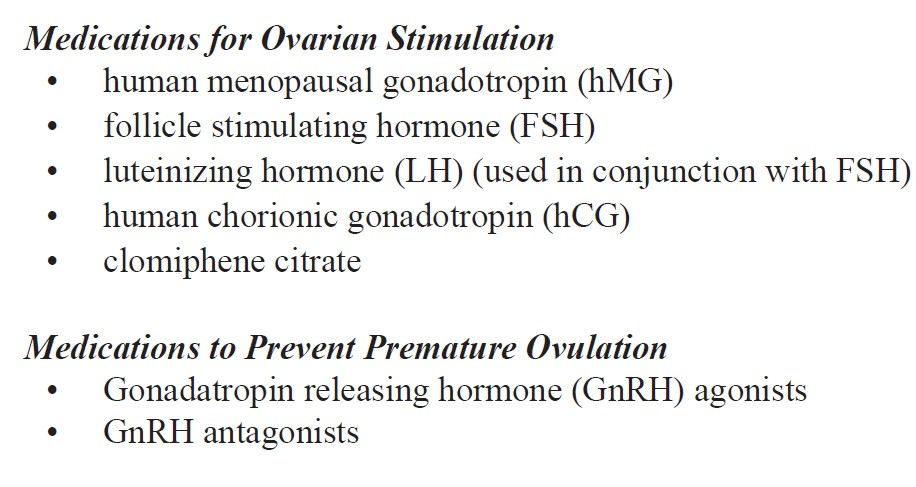 Medications for Ovarian Stimulation
• human menopausal gonadotropin (hMG)
• follicle stimulating hormone (FSH)
• luteinizing hormone (LH) (used in conjunction with FSH)
• human chorionic gonadotropin (hCG)
• clomiphene citrate
Medications to Prevent Premature Ovulation
• Gonadatropin releasing hormone (GnRH) agonists
• GnRH antagonists